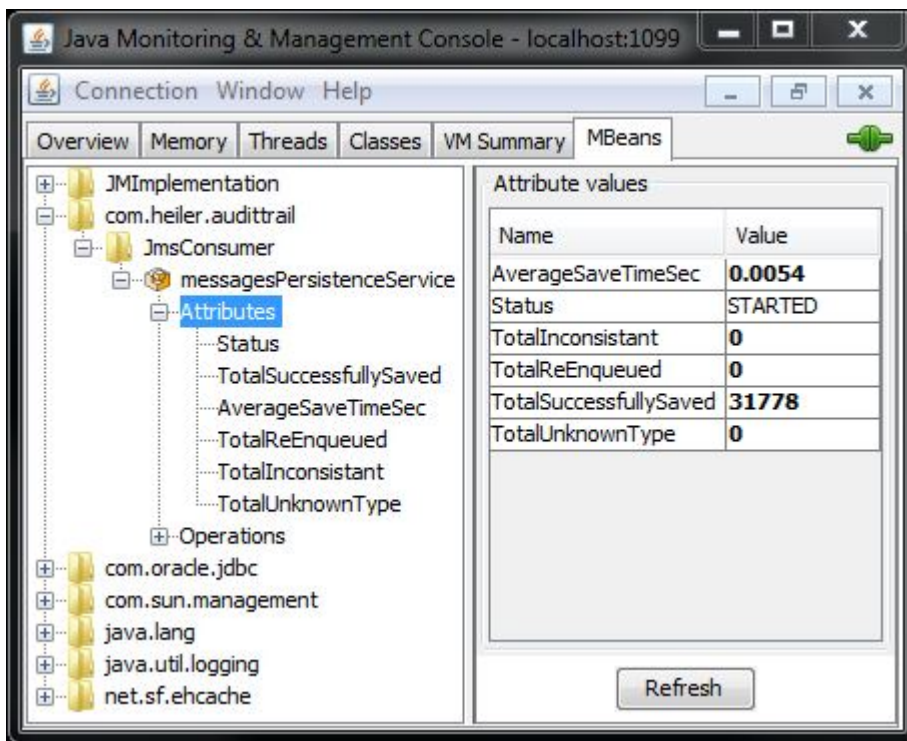 Java Monitoring & Management Console - localhost:1099
Connection Window Help
Overview Memory Threads Classes VM Summary MBeans
JMImplementation
com.heiler.audittrail
JmsConsumer
messagesPersistenceService
Attributes
Status
TotalSuccessfullySaved
AverageSaveTimeSec
TotalReEnqueued
TotalInconsistant
TotalUnknownType
Operations
com.oracle.jdbc
com.sun.management
java.lang
java.util.logging
net.sf.ehcache
Attribute values
Name Value
AverageSaveTimeSec 0.0054
Status STARTED
TotalInconsistant 0
TotalReEnqueued 0
TotalSuccessfullySaved 31778
TotalUnknownType 0
Refresh